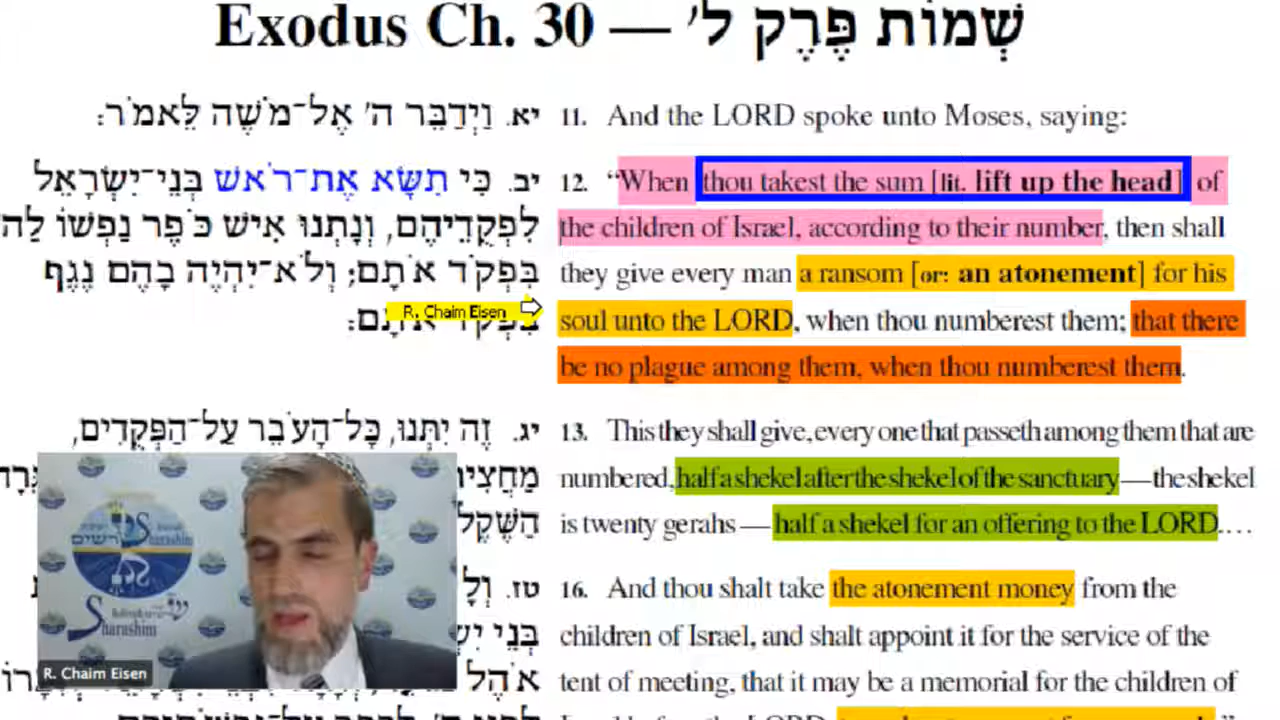 Exodus Ch. 30 — שְׁמוֹת פֶּרֶק ל׳
יא. וַיְדַבֵּר ה׳ אֶל־מֹשֶׁה לֵּאמֹר:
11. And the LORD spoke unto Moses, saying:
יב. כִּי תִשָּׂא אֶת־רֹאשׁ בְּנֵי־יִשְׂרָאֵל
לִפְקֻדֵיהֶם, וְנָתְנוּ אִישׁ כֹּפֶר נַפְשׁוֹ לַה
בִּפְקֹד אֹתָם; וְלֹא־יִהְיֶה בָהֶם נֶגֶף
בִּפְקֹד אֹתָם:
12. “When thou takest the sum [lit. lift up the head] of
the children of Israel, according to their number, then shall
they give every man a ransom [or: an atonement] for his
soul unto the LORD, when thou numberest them; that there
be no plague among them, when thou numberest them.
R. Chaim Eisen
יג. זֶה יִתְּנוּ, כָּל־הָעֹבֵר עַל־הַפְּקֻדִים,
מַחֲצִי
הַשֶּׁקֶל
13. This they shall give, every one that passeth among them that are
numbered, half a shekel after the shekel of the sanctuary—the shekel
is twenty gerahs—half a shekel for an offering to the LORD.…
טז. וְלָ
בְּנֵי יִשְׂ
אֹהֶל
16. And thou shalt take the atonement money from the
children of Israel, and shalt appoint it for the service of the
tent of meeting, that it may be a memorial for the children of
Sharashim
שרשים
Sharashim
R. Chaim Eisen